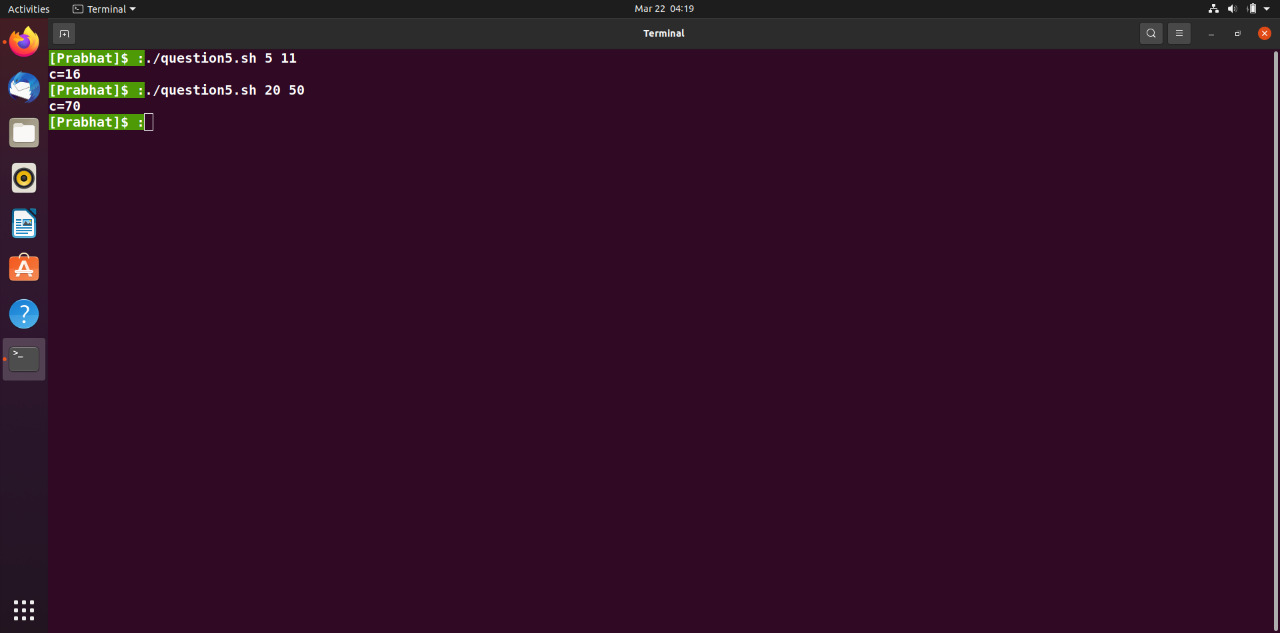 Activities Terminal Mar 22 04:19
Terminal
[Prabhat]$ :./question5.sh 5 11
c=16
[Prabhat]$ :./question5.sh 20 50
c=70
[Prabhat]$ :